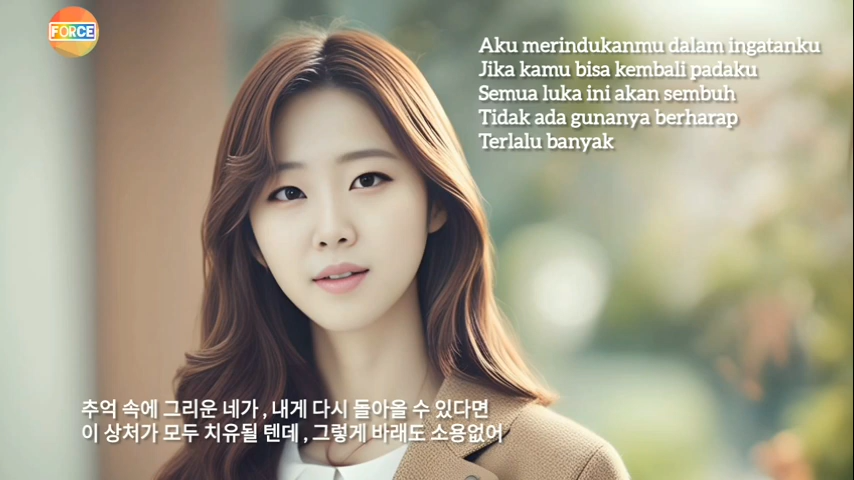 FORCE
Aku merindukanmu dalam ingatanku
Jika kamu bisa kembali padaku
Semua luka ini akan sembuh
Tidak ada gunanya berharap
Terlalu banyak
추억 속에 그리운 네가 , 내게 다시 돌아올 수 있다면
이 상처가 모두 치유될 텐데 , 그렇게 바래도 소용없어